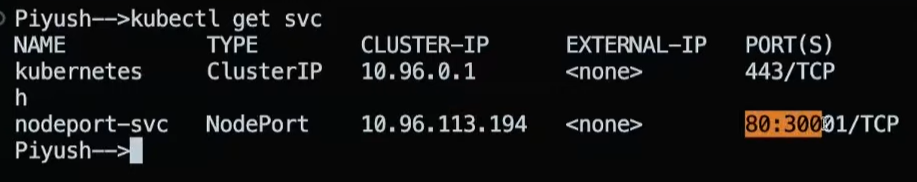 Piyush-->kubectl get svc
NAME TYPE CLUSTER-IP EXTERNAL-IP PORT(S)
kubernetes ClusterIP 10.96.0.1 <none> 443/TCP
h
nodeport-svc NodePort 10.96.113.194 <none> 80:30001/TCP
Piyush-->